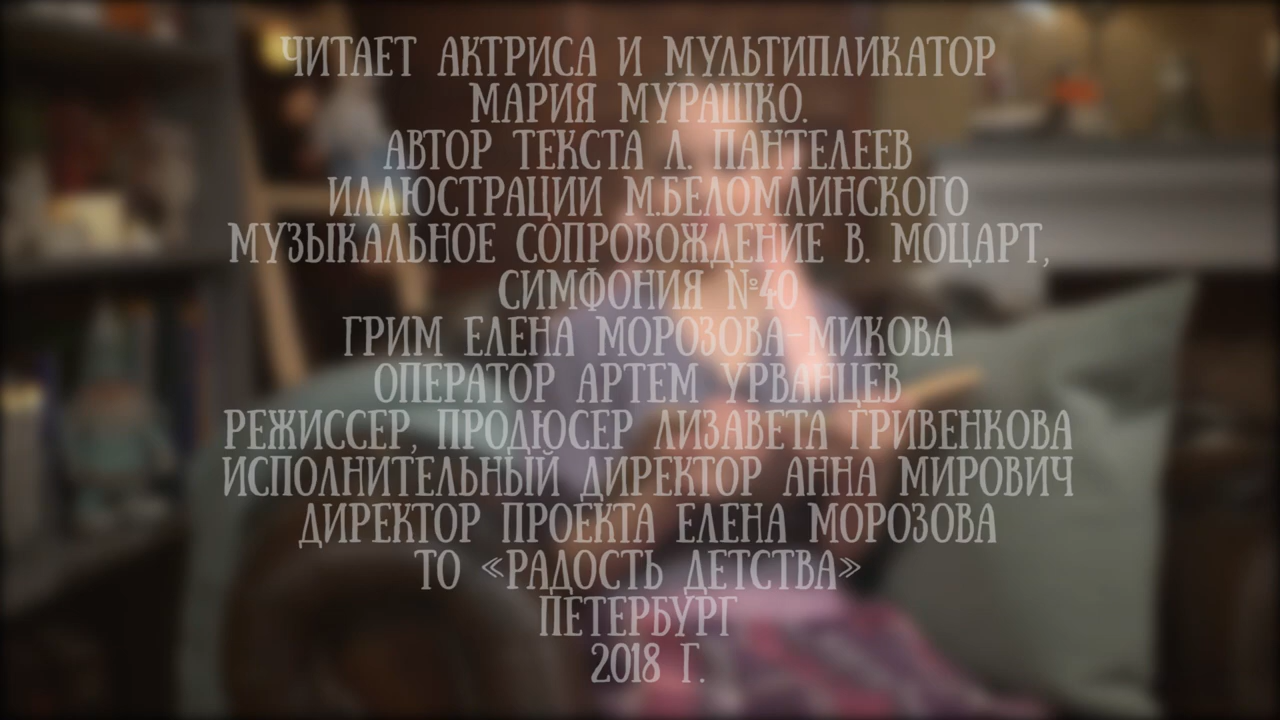 ЧИТАЕТ АКТРИСА И МУЛЬТИПЛИКАТОР
МАРИЯ МУРАШКО.
АВТОР ТЕКСТА Л. ПАНТЕЛЕЕВ
ИЛЛЮСТРАЦИИ М.БЕЛОМЛИНСКОГО
МУЗЫКАЛЬНОЕ СОПРОВОЖДЕНИЕ В. МОЦАРТ,
СИМФОНИЯ №40
ГРИМ ЕЛЕНА МОРОЗОВА-МИКОВА
ОПЕРАТОР АРТЕМ УРВАНЦЕВ
РЕЖИССЕР, ПРОДЮСЕР ЛИЗАВЕТА ГРИВЕНКОВА
ИСПОЛНИТЕЛЬНЫЙ ДИРЕКТОР АННА МИРОВИЧ
ДИРЕКТОР ПРОЕКТА ЕЛЕНА МОРОЗОВА
ТО «РАДОСТЬ ДЕТСТВА»
ПЕТЕРБУРГ
2018 Г.